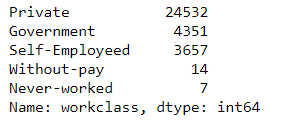 Private 24532
Government 4351
Self-Employeed 3657
Without-pay 14
Never-worked 7
Name: workclass, dtype: int64